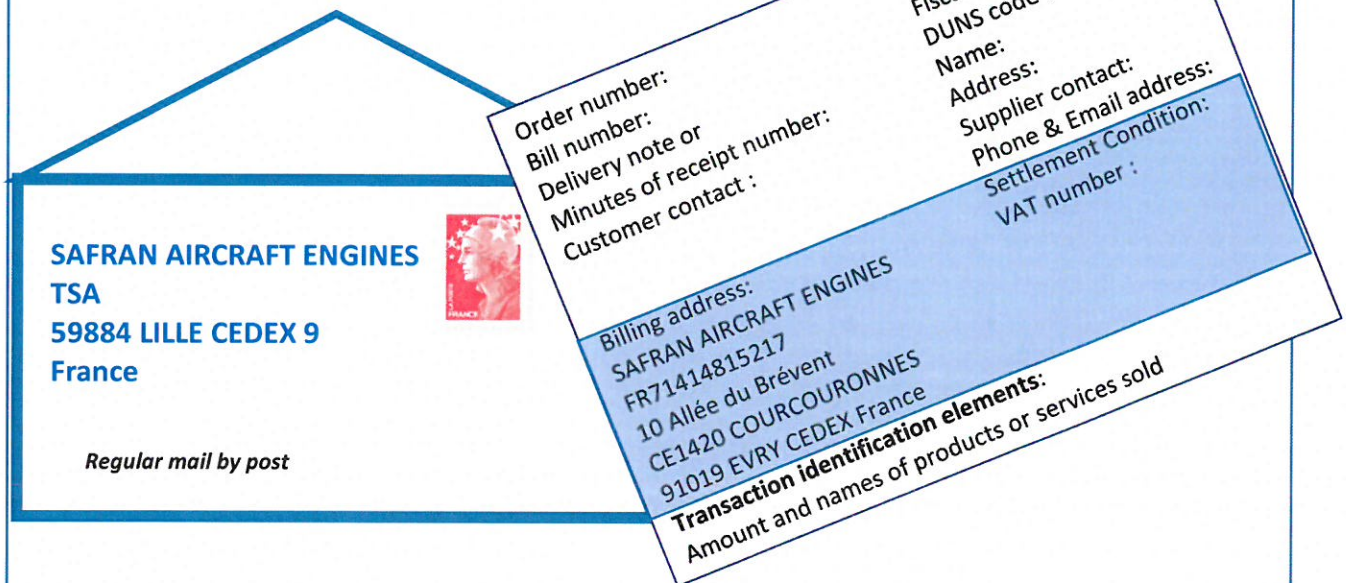 SAFRAN AIRCRAFT ENGINES
TSA
59884 LILLE CEDEX 9
France
Regular mail by post
FRANCE
Order number:
Bill number:
Delivery note or
Minutes of receipt number:
Customer contact :
DUNS code
Name:
Address:
Supplier contact:
Phone & Email address:
Settlement Condition:
VAT number :
Billing address:
SAFRAN AIRCRAFT ENGINES
FR71414815217
10 Allée du Brévent
CE1420 COURCOURONNES
91019 EVRY CEDEX France
Transaction identification elements:
Amount and names of products or services sold